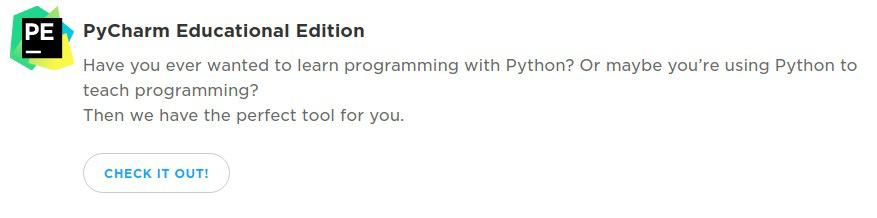 PE
PyCharm Educational Edition
Have you ever wanted to learn programming with Python? Or maybe you’re using Python to
teach programming?
Then we have the perfect tool for you.
CHECK IT OUT!